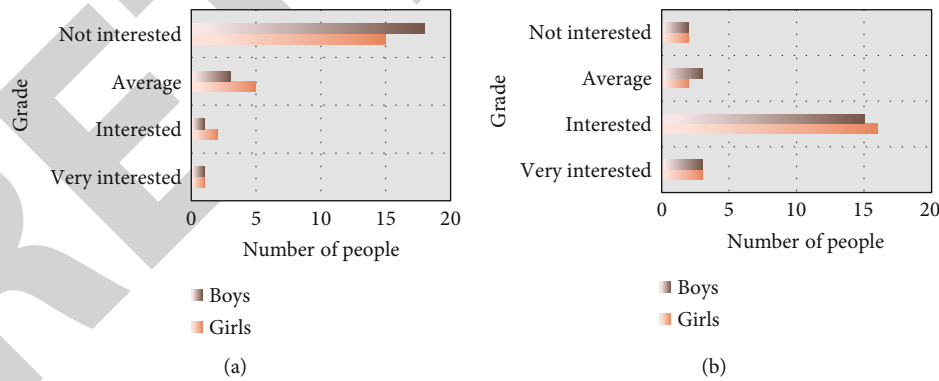 Not interested
Average
Interested
Very interested
Grade
0 5 10 15 20
Number of people
Boys
Girls
(a)
Not interested
Average
Interested
Very interested
Grade
0 5 10 15 20
Number of people
Boys
Girls
(b)